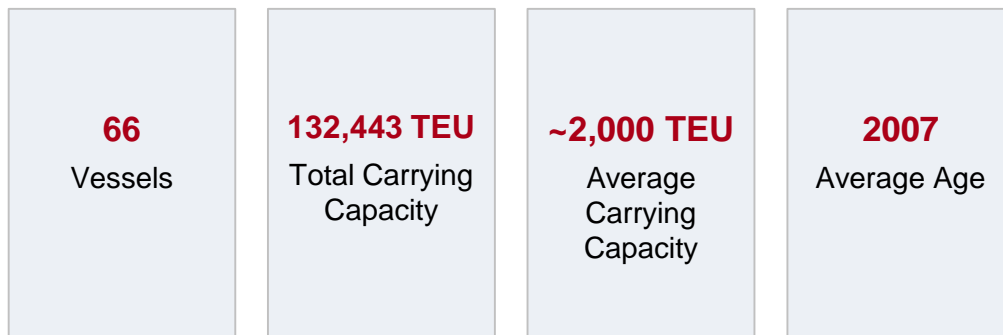 66
Vessels
132,443 TEU
Total Carrying
Capacity
~2,000 TEU
Average
Carrying
Capacity
2007
Average Age